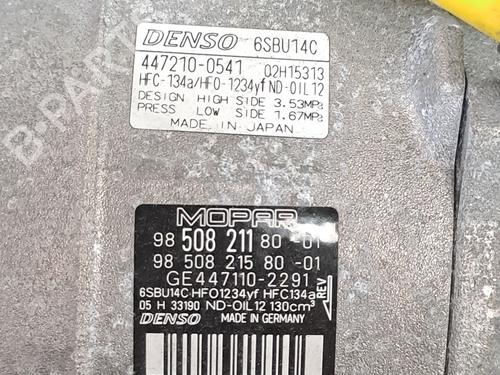 DENSO 6SBU14C
447210-0541 02H15313
HFC-134a/HFO-1234yf ND-OIL12
DESIGN HIGH SIDE 3.53MPa
PRESS LOW SIDE 1.67MPa
MADE IN JAPAN
MOPAR
98 508 211 80 -01
98 508 215 80 -01
GE447110-2291
6SBU14C HFO1234yf HFC134a
05 H 33190 ND-OIL12 130cm³
REV
DENSO MADE IN GERMANY